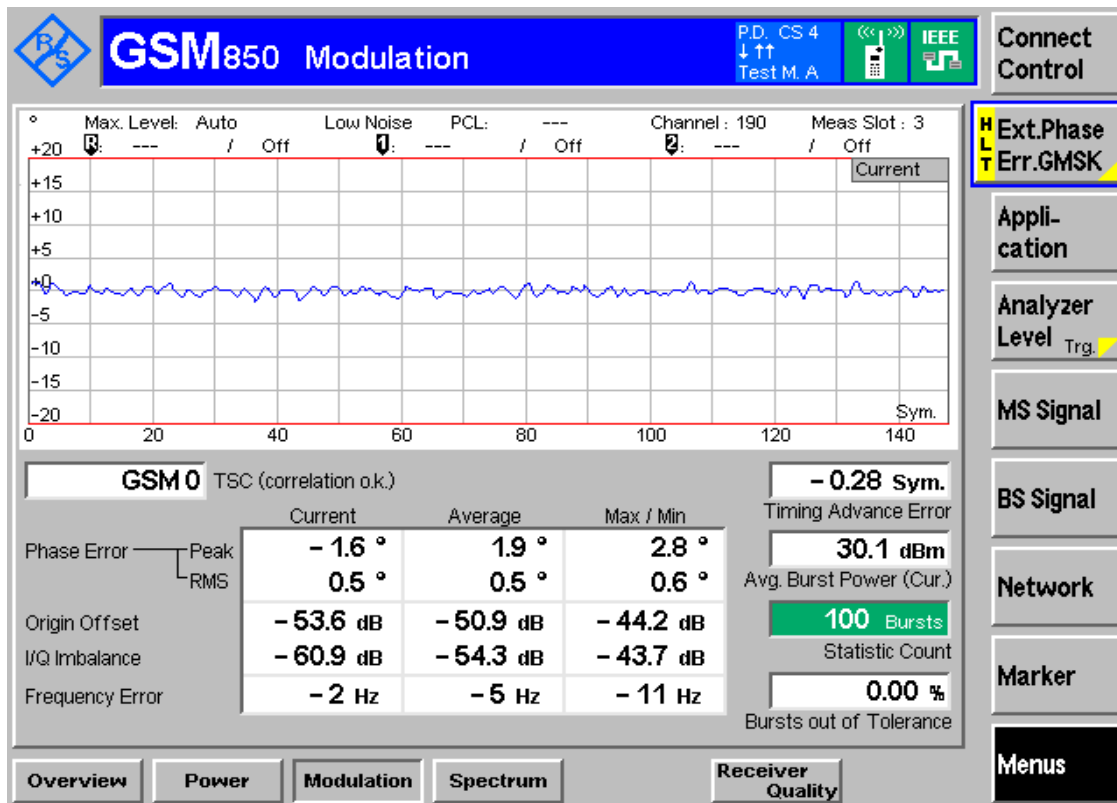 R/S
GSM850 Modulation
P.D. CS 4
↓ ↑↑
Test M. A
IEEE
Connect
Control
° Max. Level: Auto Low Noise PCL: --- Channel : 190 Meas Slot : 3
R: --- / Off 1: --- / Off 2: --- / Off
Current
+20
+15
+10
+5
+0
-5
-10
-15
-20
Sym.
0 20 40 60 80 100 120 140
HLT
Ext.Phase
Err.GMSK
Appli-
cation
Analyzer
Level Trg.
MS Signal
BS Signal
Network
Marker
Menus
GSM 0 TSC (correlation o.k.)
Current Average Max / Min
Phase Error Peak - 1.6 ° 1.9 ° 2.8 °
RMS 0.5 ° 0.5 ° 0.6 °
Origin Offset - 53.6 dB - 50.9 dB - 44.2 dB
I/Q Imbalance - 60.9 dB - 54.3 dB - 43.7 dB
Frequency Error - 2 Hz - 5 Hz - 11 Hz
- 0.28 Sym.
Timing Advance Error
30.1 dBm
Avg. Burst Power (Cur.)
100 Bursts
Statistic Count
0.00 %
Bursts out of Tolerance
Overview Power Modulation Spectrum Receiver
Quality